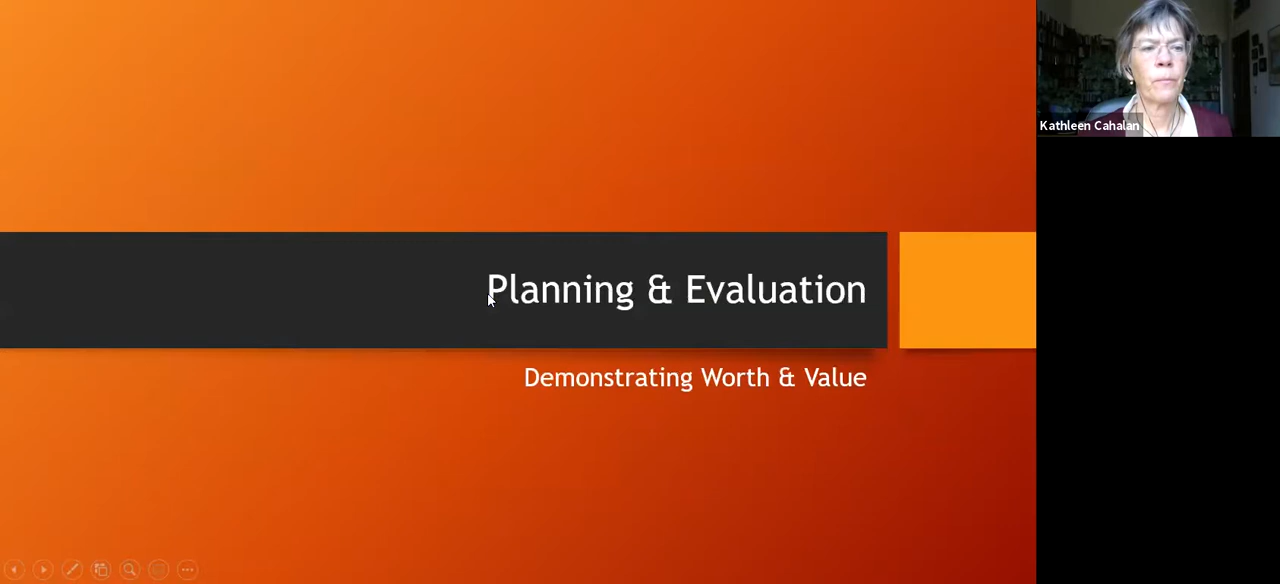 Kathleen Cahalan
Planning & Evaluation
Demonstrating Worth & Value